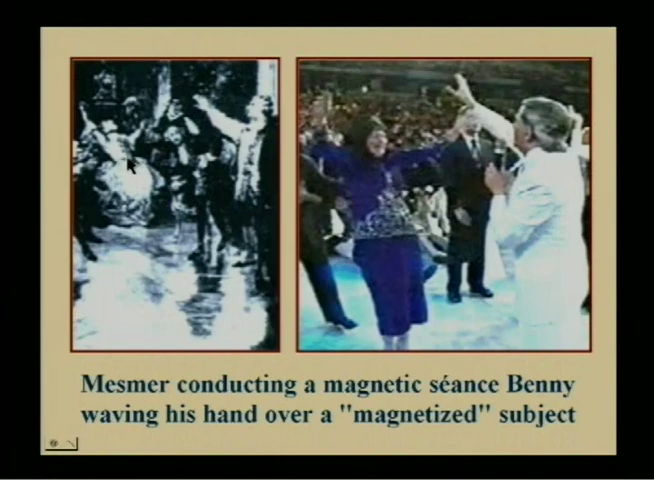 Mesmer conducting a magnetic séance Benny
waving his hand over a "magnetized" subject